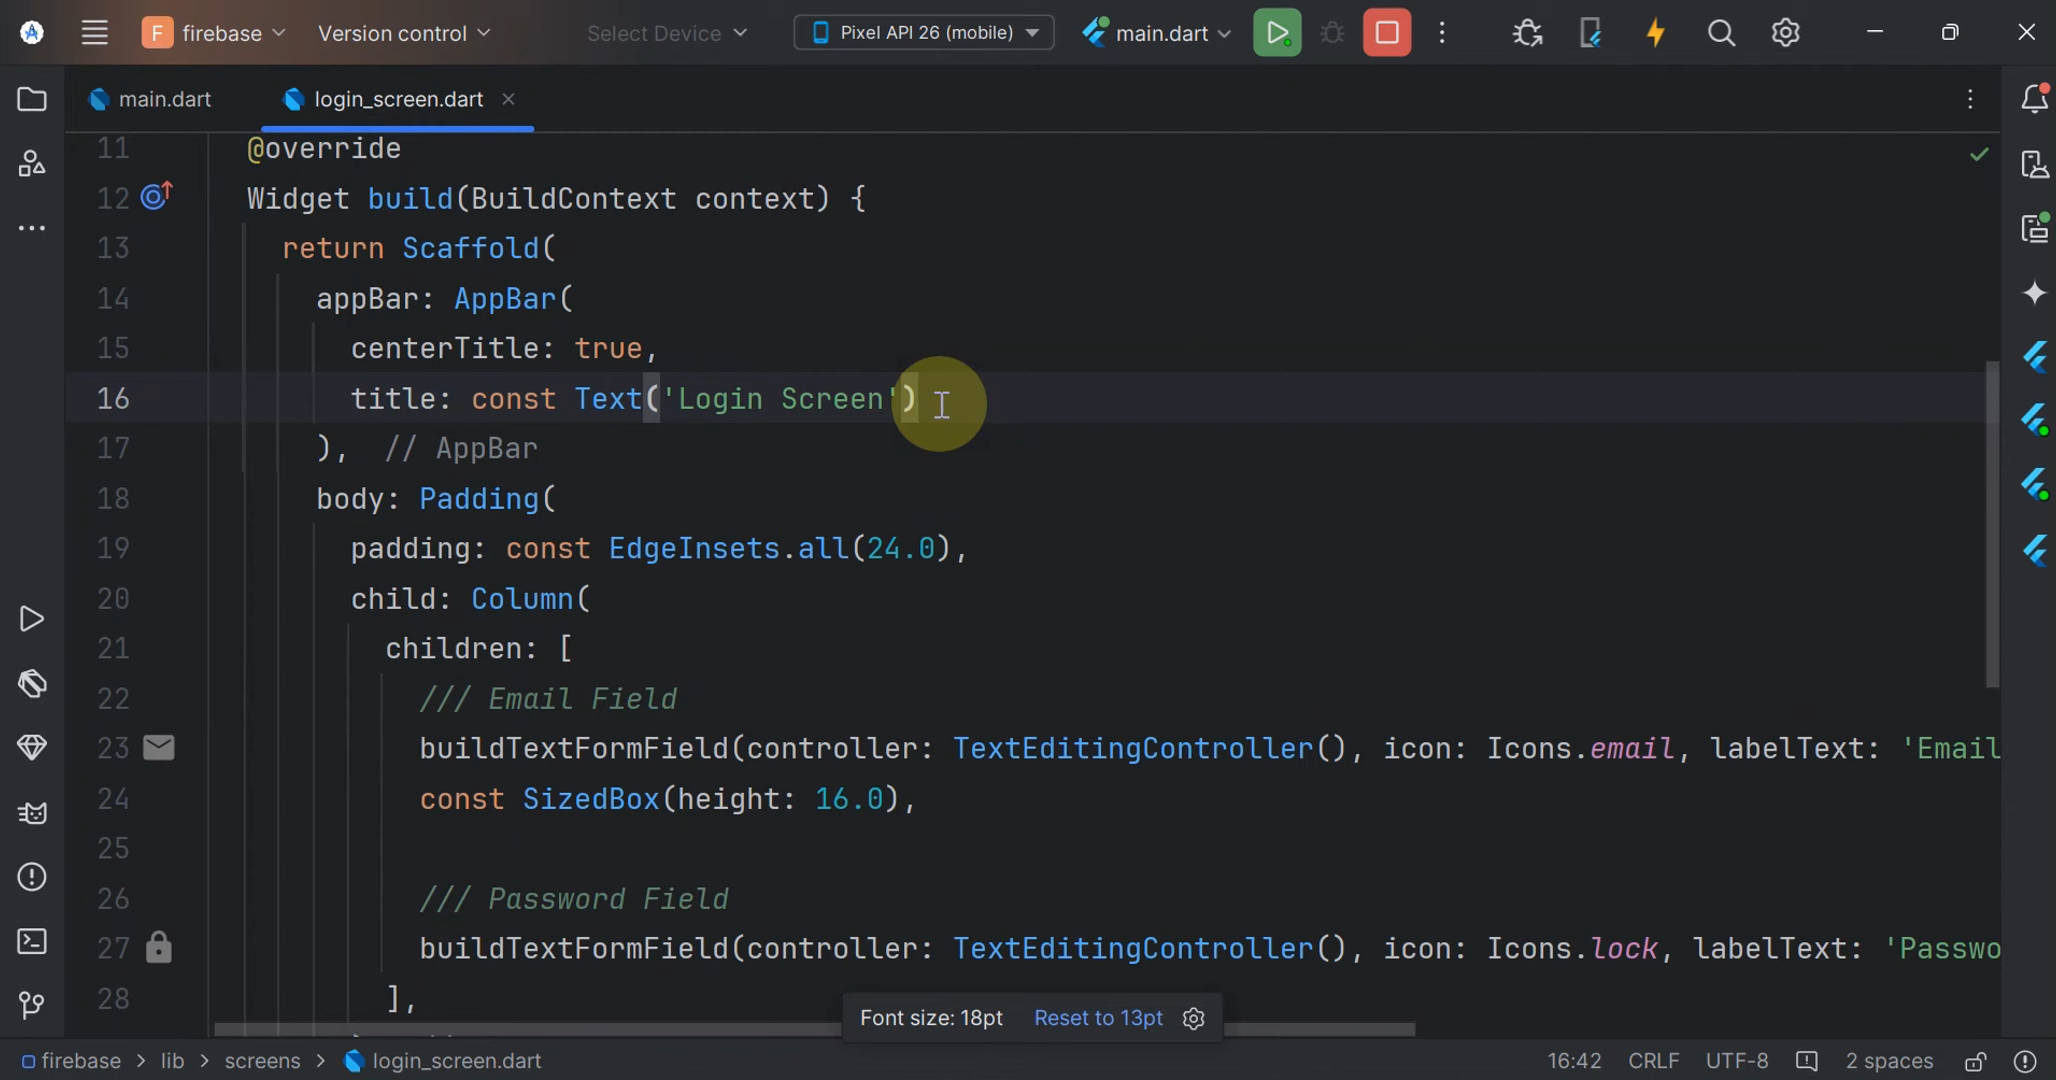 F firebase Version control Select Device Pixel API 26 (mobile) main.dart
main.dart login_screen.dart
11 @override
12 Widget build(BuildContext context) {
13 return Scaffold(
14 appBar: AppBar(
15 centerTitle: true,
16 title: const Text('Login Screen')
17 ), // AppBar
18 body: Padding(
19 padding: const EdgeInsets.all(24.0),
20 child: Column(
21 children: [
22 /// Email Field
23 buildTextFormField(controller: TextEditingController(), icon: Icons.email, labelText: 'Email
24 const SizedBox(height: 16.0),
25
26 /// Password Field
27 buildTextFormField(controller: TextEditingController(), icon: Icons.lock, labelText: 'Passwo
28 ],
Font size: 18pt Reset to 13pt
firebase > lib > screens > login_screen.dart 16:42 CRLF UTF-8 2 spaces